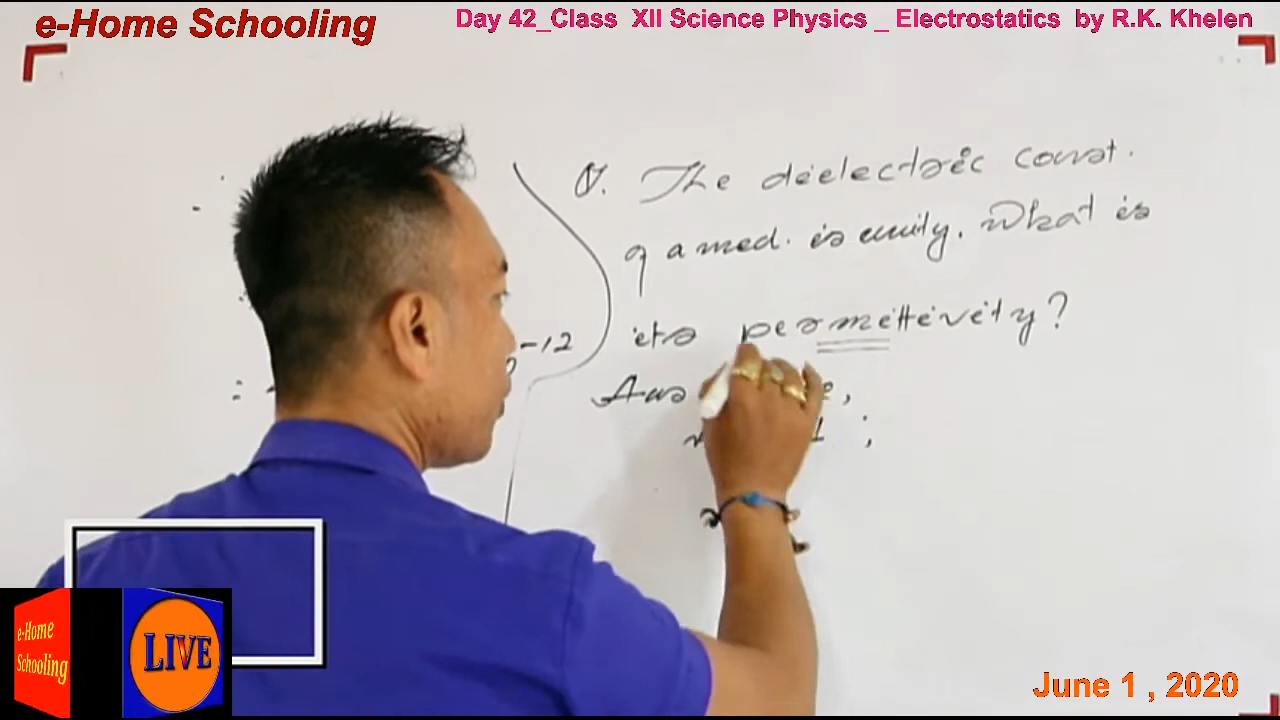 e-Home Schooling
Day 42_Class XII Science Physics _ Electrostatics by R.K. Khelen
Q. The dielectric const.
of a med. is unity. What is
its permittivity?
-12
Ans
1 ;
e-Home
Schooling
LIVE
June 1 , 2020